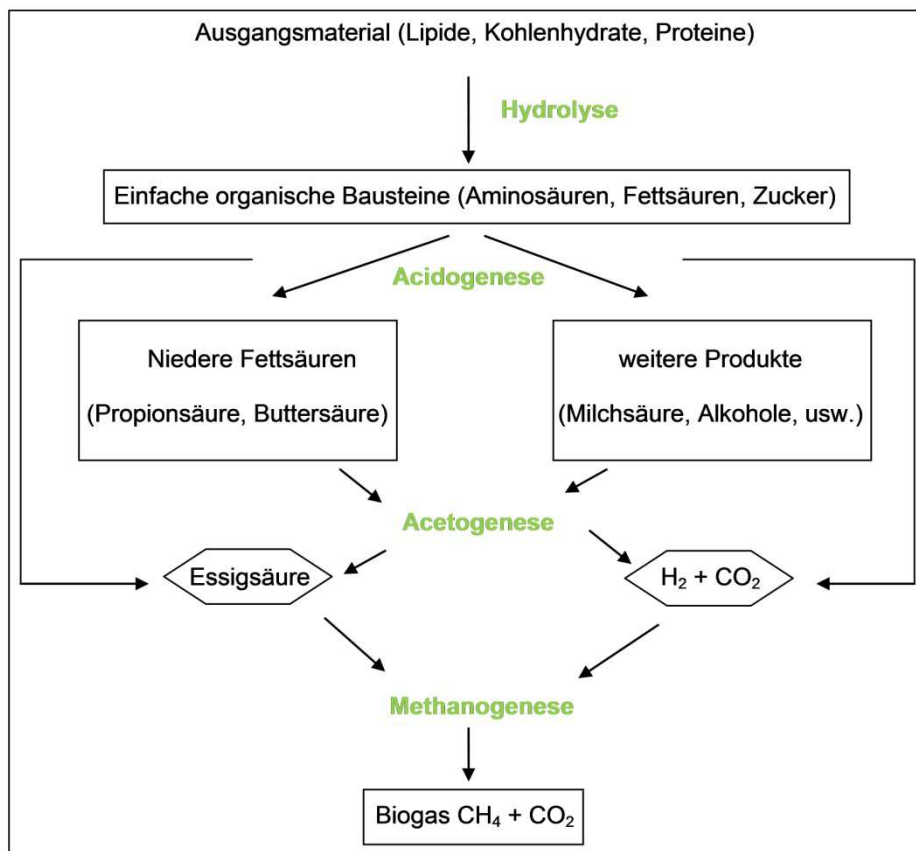 Ausgangsmaterial (Lipide, Kohlenhydrate, Proteine)
Hydrolyse
Einfache organische Bausteine (Aminosäuren, Fettsäuren, Zucker)
Acidogenese
Niedere Fettsäuren
(Propionsäure, Buttersäure)
weitere Produkte
(Milchsäure, Alkohole, usw.)
Acetogenese
Essigsäure
H₂ + CO₂
Methanogenese
Biogas CH₄ + CO₂